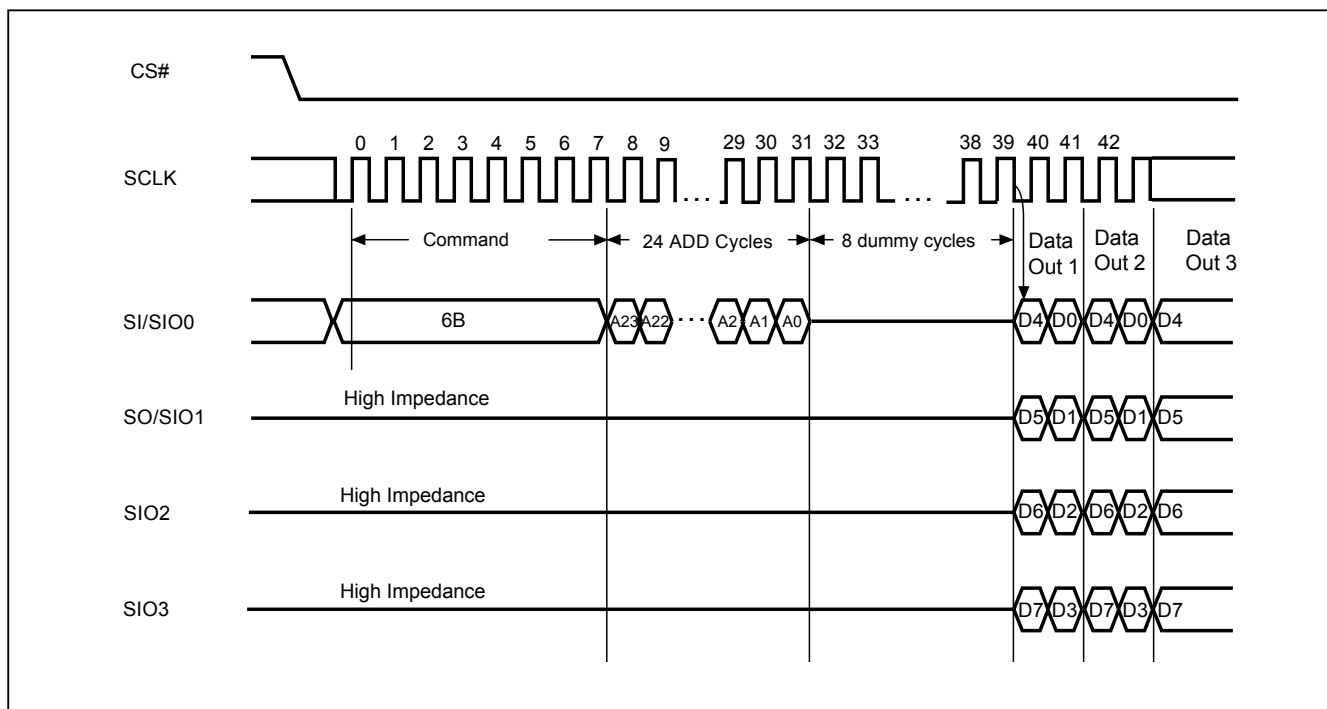 CS#
0 1 2 3 4 5 6 7 8 9 29 30 31 32 33 38 39 40 41 42
SCLK
Command 24 ADD Cycles 8 dummy cycles Data Out 1 Data Out 2 Data Out 3
SI/SIO0 6B A23 A22 A2 A1 A0 D4 D0 D4 D0 D4
High Impedance
SO/SIO1 D5 D1 D5 D1 D5
High Impedance
SIO2 D6 D2 D6 D2 D6
High Impedance
SIO3 D7 D3 D7 D3 D7